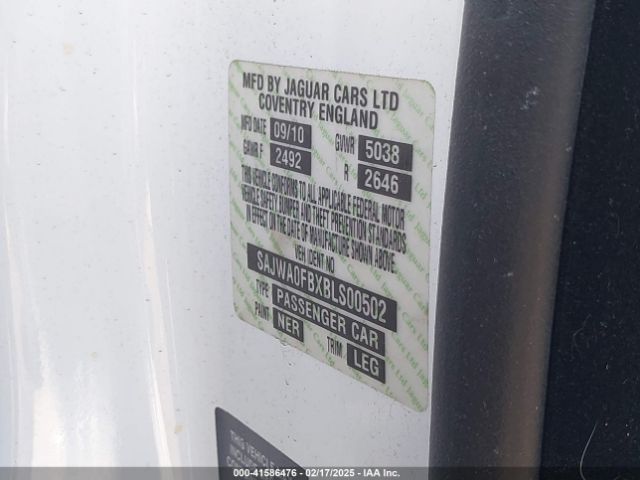 MFD BY JAGUAR CARS LTD
COVENTRY ENGLAND
MFD DATE 09/10 GVWR 5038
GAWR F 2492 R 2646
THIS VEHICLE CONFORMS TO ALL APPLICABLE FEDERAL MOTOR
VEHICLE SAFETY BUMPER AND THEFT PREVENTION STANDARDS
IN EFFECT ON THE DATE OF MANUFACTURE SHOWN ABOVE.
VEH IDENT NO
SAJWA0FBXBLS00502
TYPE PASSENGER CAR
PAINT NER TRIM LEG
THIS VEHICLE
000-41586476 - 02/17/2025 - IAA Inc.